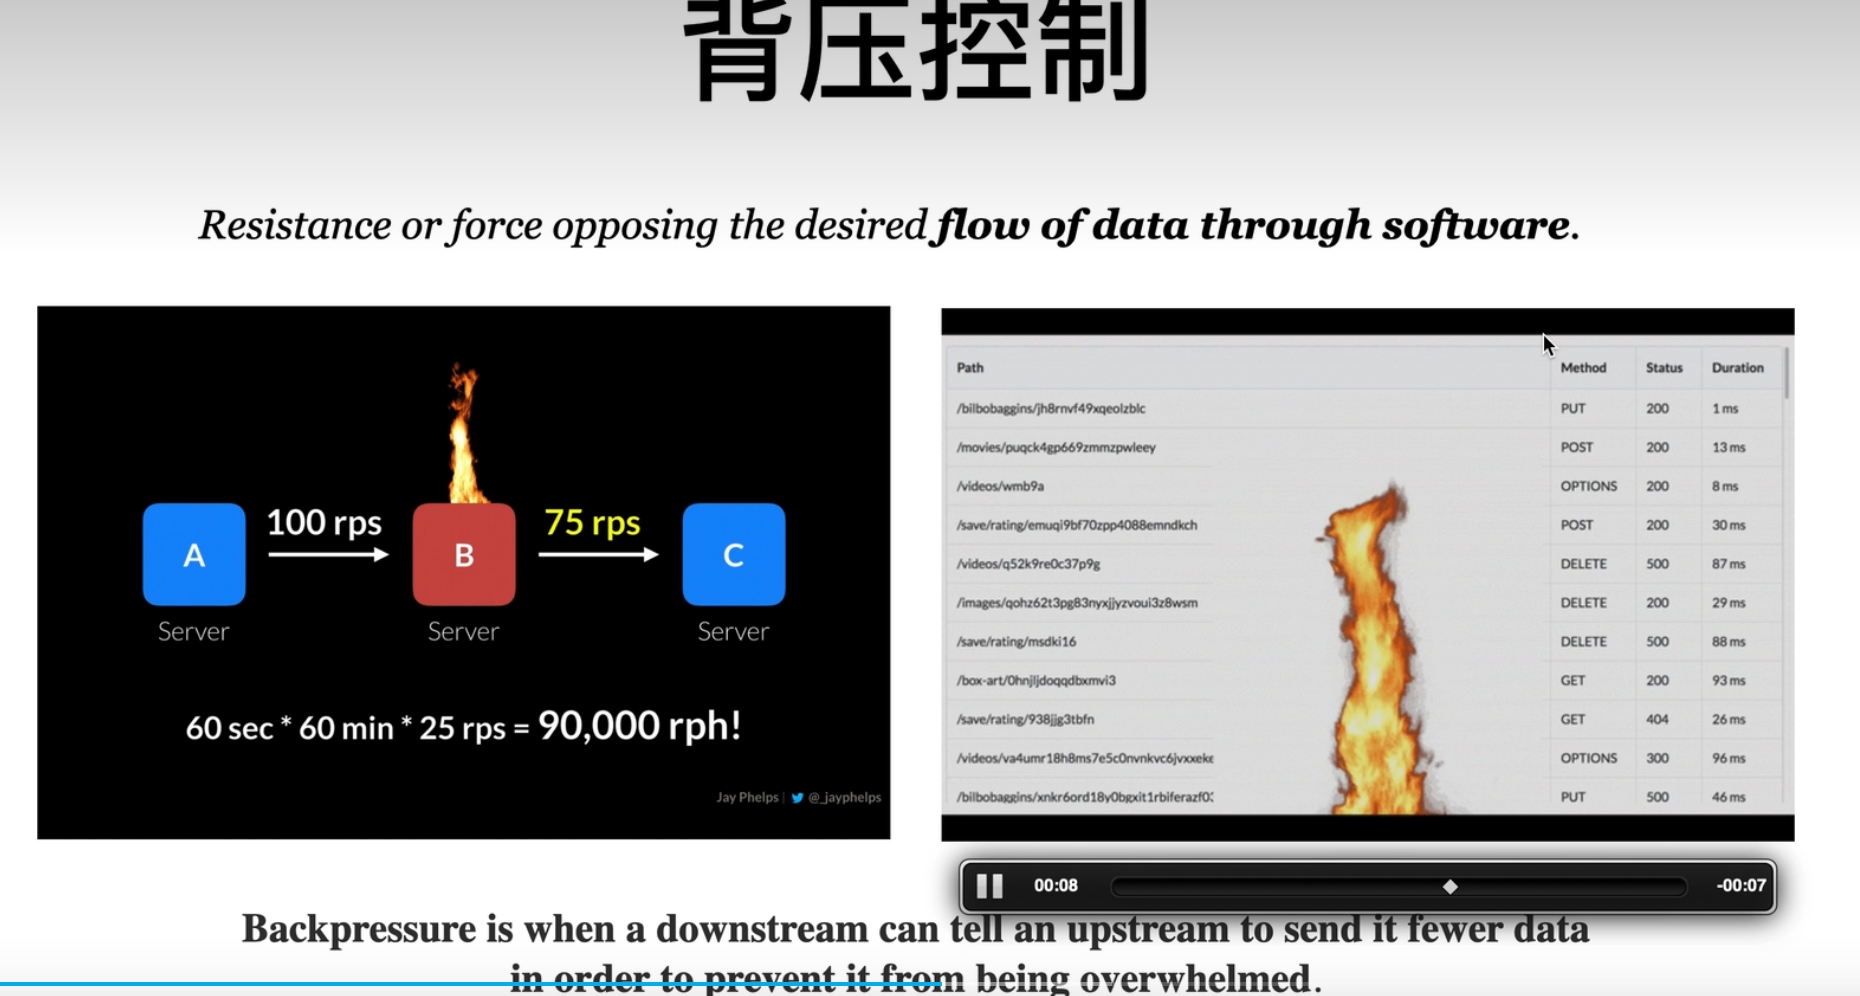 背压控制
Resistance or force opposing the desired flow of data through software.
100 rps
75 rps
A
B
C
Server
Server
Server
60 sec * 60 min * 25 rps = 90,000 rph!
Jay Phelps | @_jayphelps
Path Method Status Duration
/bilbobaggins/jh8rnvf49xqeolzblc PUT 200 1 ms
/movies/puqck4gp669zmmzpwleey POST 200 13 ms
/videos/wmb9a OPTIONS 200 8 ms
/save/rating/emuqi9bf70zpp4088emndkch POST 200 30 ms
/videos/q52k9re0c37p9g DELETE 500 87 ms
/images/qohz62t3pg83nyxjjyzvoui3z8wsm DELETE 200 29 ms
/save/rating/msdki16 DELETE 500 88 ms
/box-art/0hnjljdoqqdbxmvi3 GET 200 93 ms
/save/rating/938jjg3tbfn GET 404 26 ms
/videos/va4umr18h8ms7e5c0nvnkvc6jvxxeke OPTIONS 300 96 ms
/bilbobaggins/xnkr6ord18y0bgxit1rbiferazf03 PUT 500 46 ms
00:08 -00:07
Backpressure is when a downstream can tell an upstream to send it fewer data
in order to prevent it from being overwhelmed.